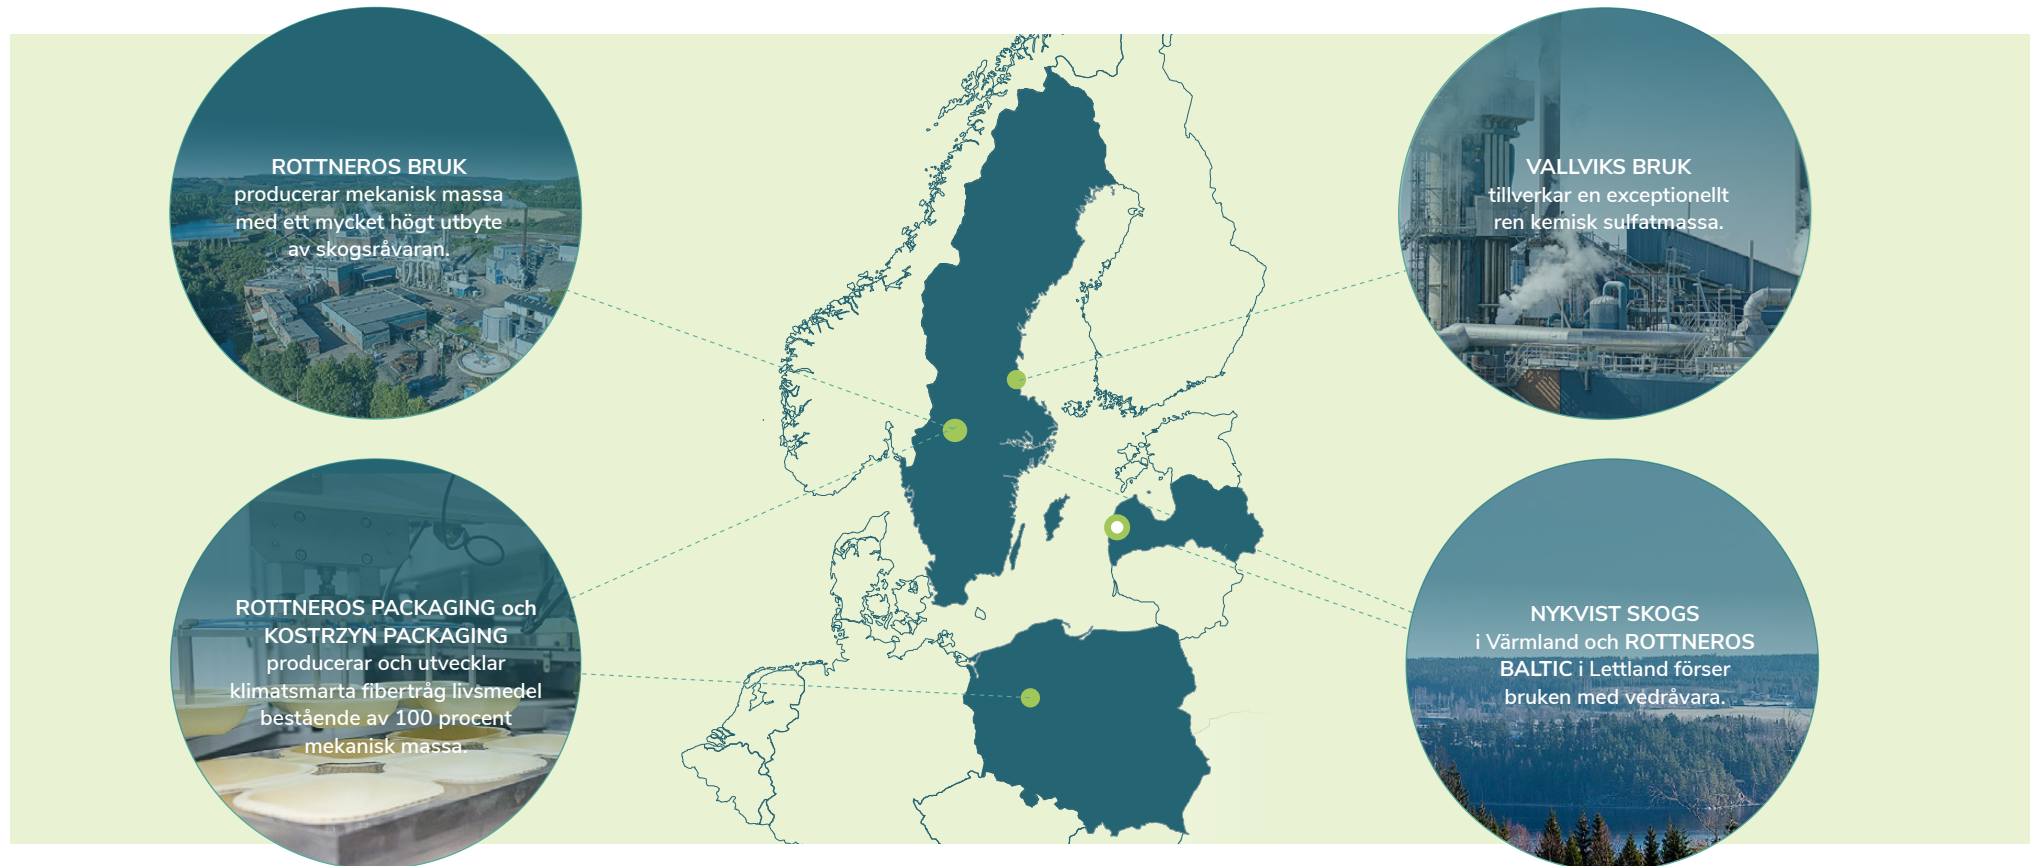 ROTTNEROS BRUK
producerar mekanisk massa
med ett mycket högt utbyte
av skogsråvaran.
VALLVIKS BRUK
tillverkar en exceptionellt
ren kemisk sulfatmassa.
ROTTNEROS PACKAGING och
KOSTRZYN PACKAGING
producerar och utvecklar
klimatsmarta fibertråg livsmedel
bestående av 100 procent
mekanisk massa.
NYKVIST SKOGS
i Värmland och ROTTNEROS
BALTIC i Lettland förser
bruken med vedråvara.